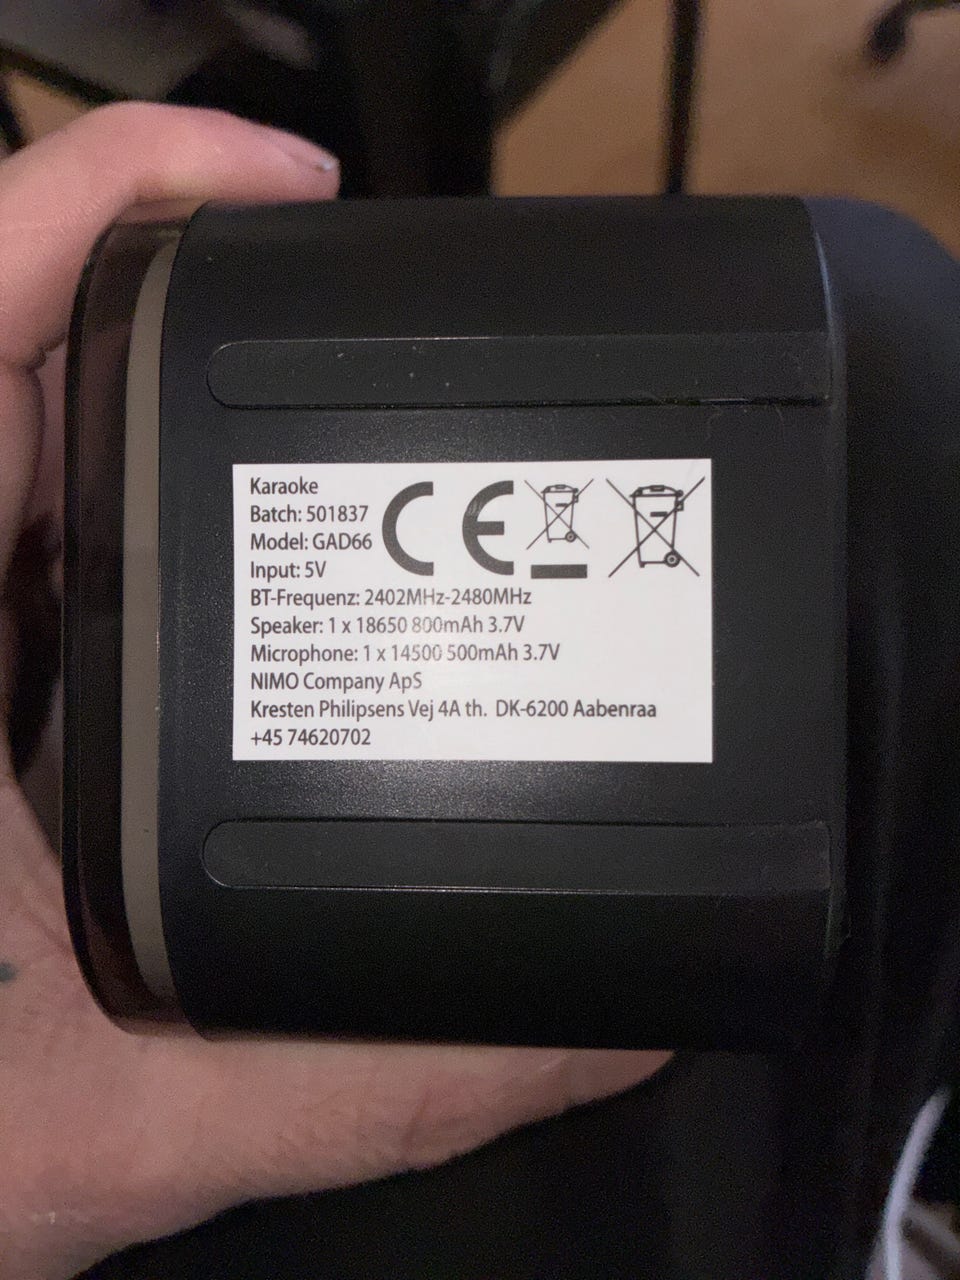 Karaoke
Batch: 501837
Model: GAD66
Input: 5V
BT-Frequenz: 2402MHz-2480MHz
Speaker: 1 x 18650 800mAh 3.7V
Microphone: 1 x 14500 500mAh 3.7V
NIMO Company ApS
Kresten Philipsens Vej 4A th. DK-6200 Aabenraa
+45 74620702
CE